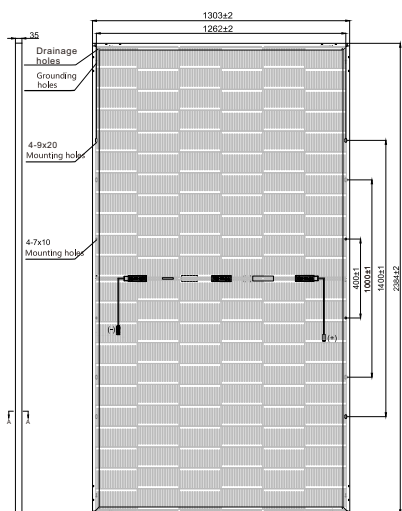 1303±2
1262±2
35
Drainage
holes
Grounding
holes
4-9x20
Mounting holes
4-7x10
Mounting holes
400±1
1000±1
1400±1
2384±2
(-)
(+)
A
A